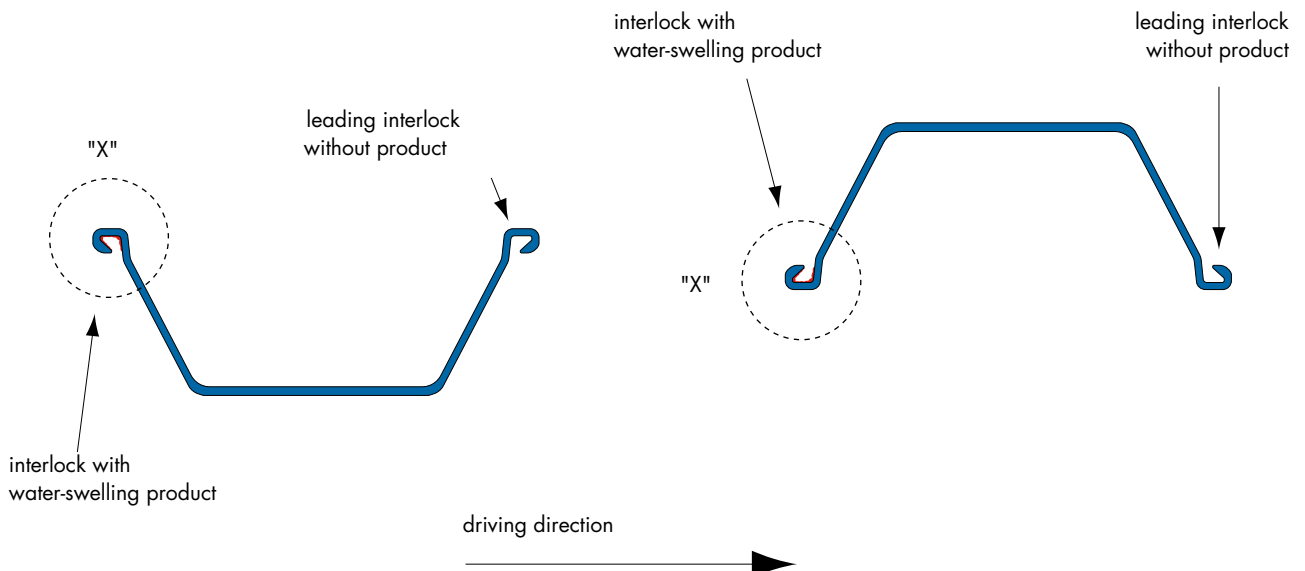 interlock with
water-swelling product
leading interlock
without product
leading interlock
without product
"X"
"X"
interlock with
water-swelling product
driving direction